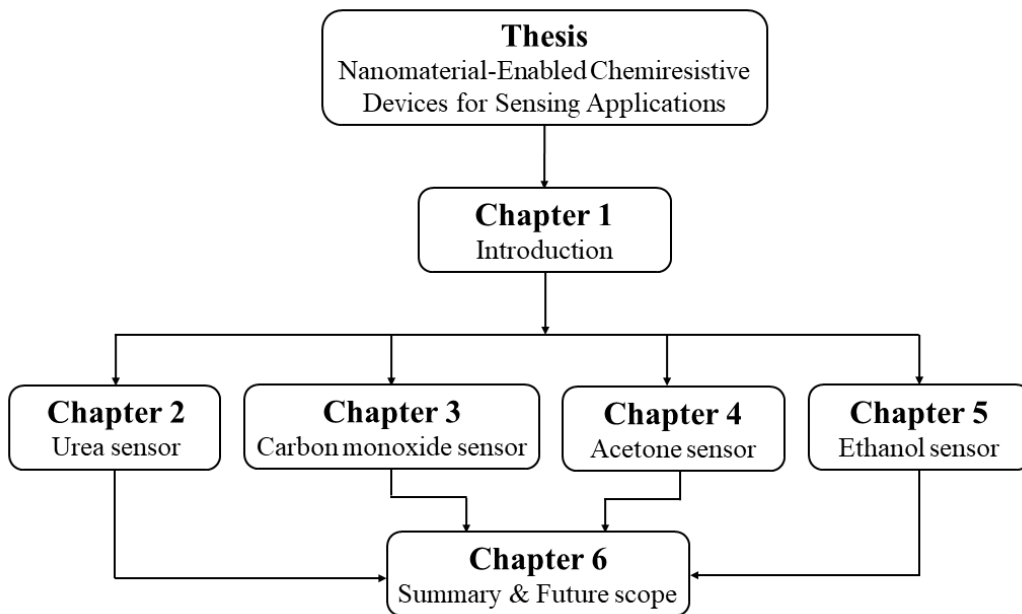 Thesis
Nanomaterial-Enabled Chemiresistive
Devices for Sensing Applications
Chapter 1
Introduction
Chapter 2
Urea sensor
Chapter 3
Carbon monoxide sensor
Chapter 4
Acetone sensor
Chapter 5
Ethanol sensor
Chapter 6
Summary & Future scope